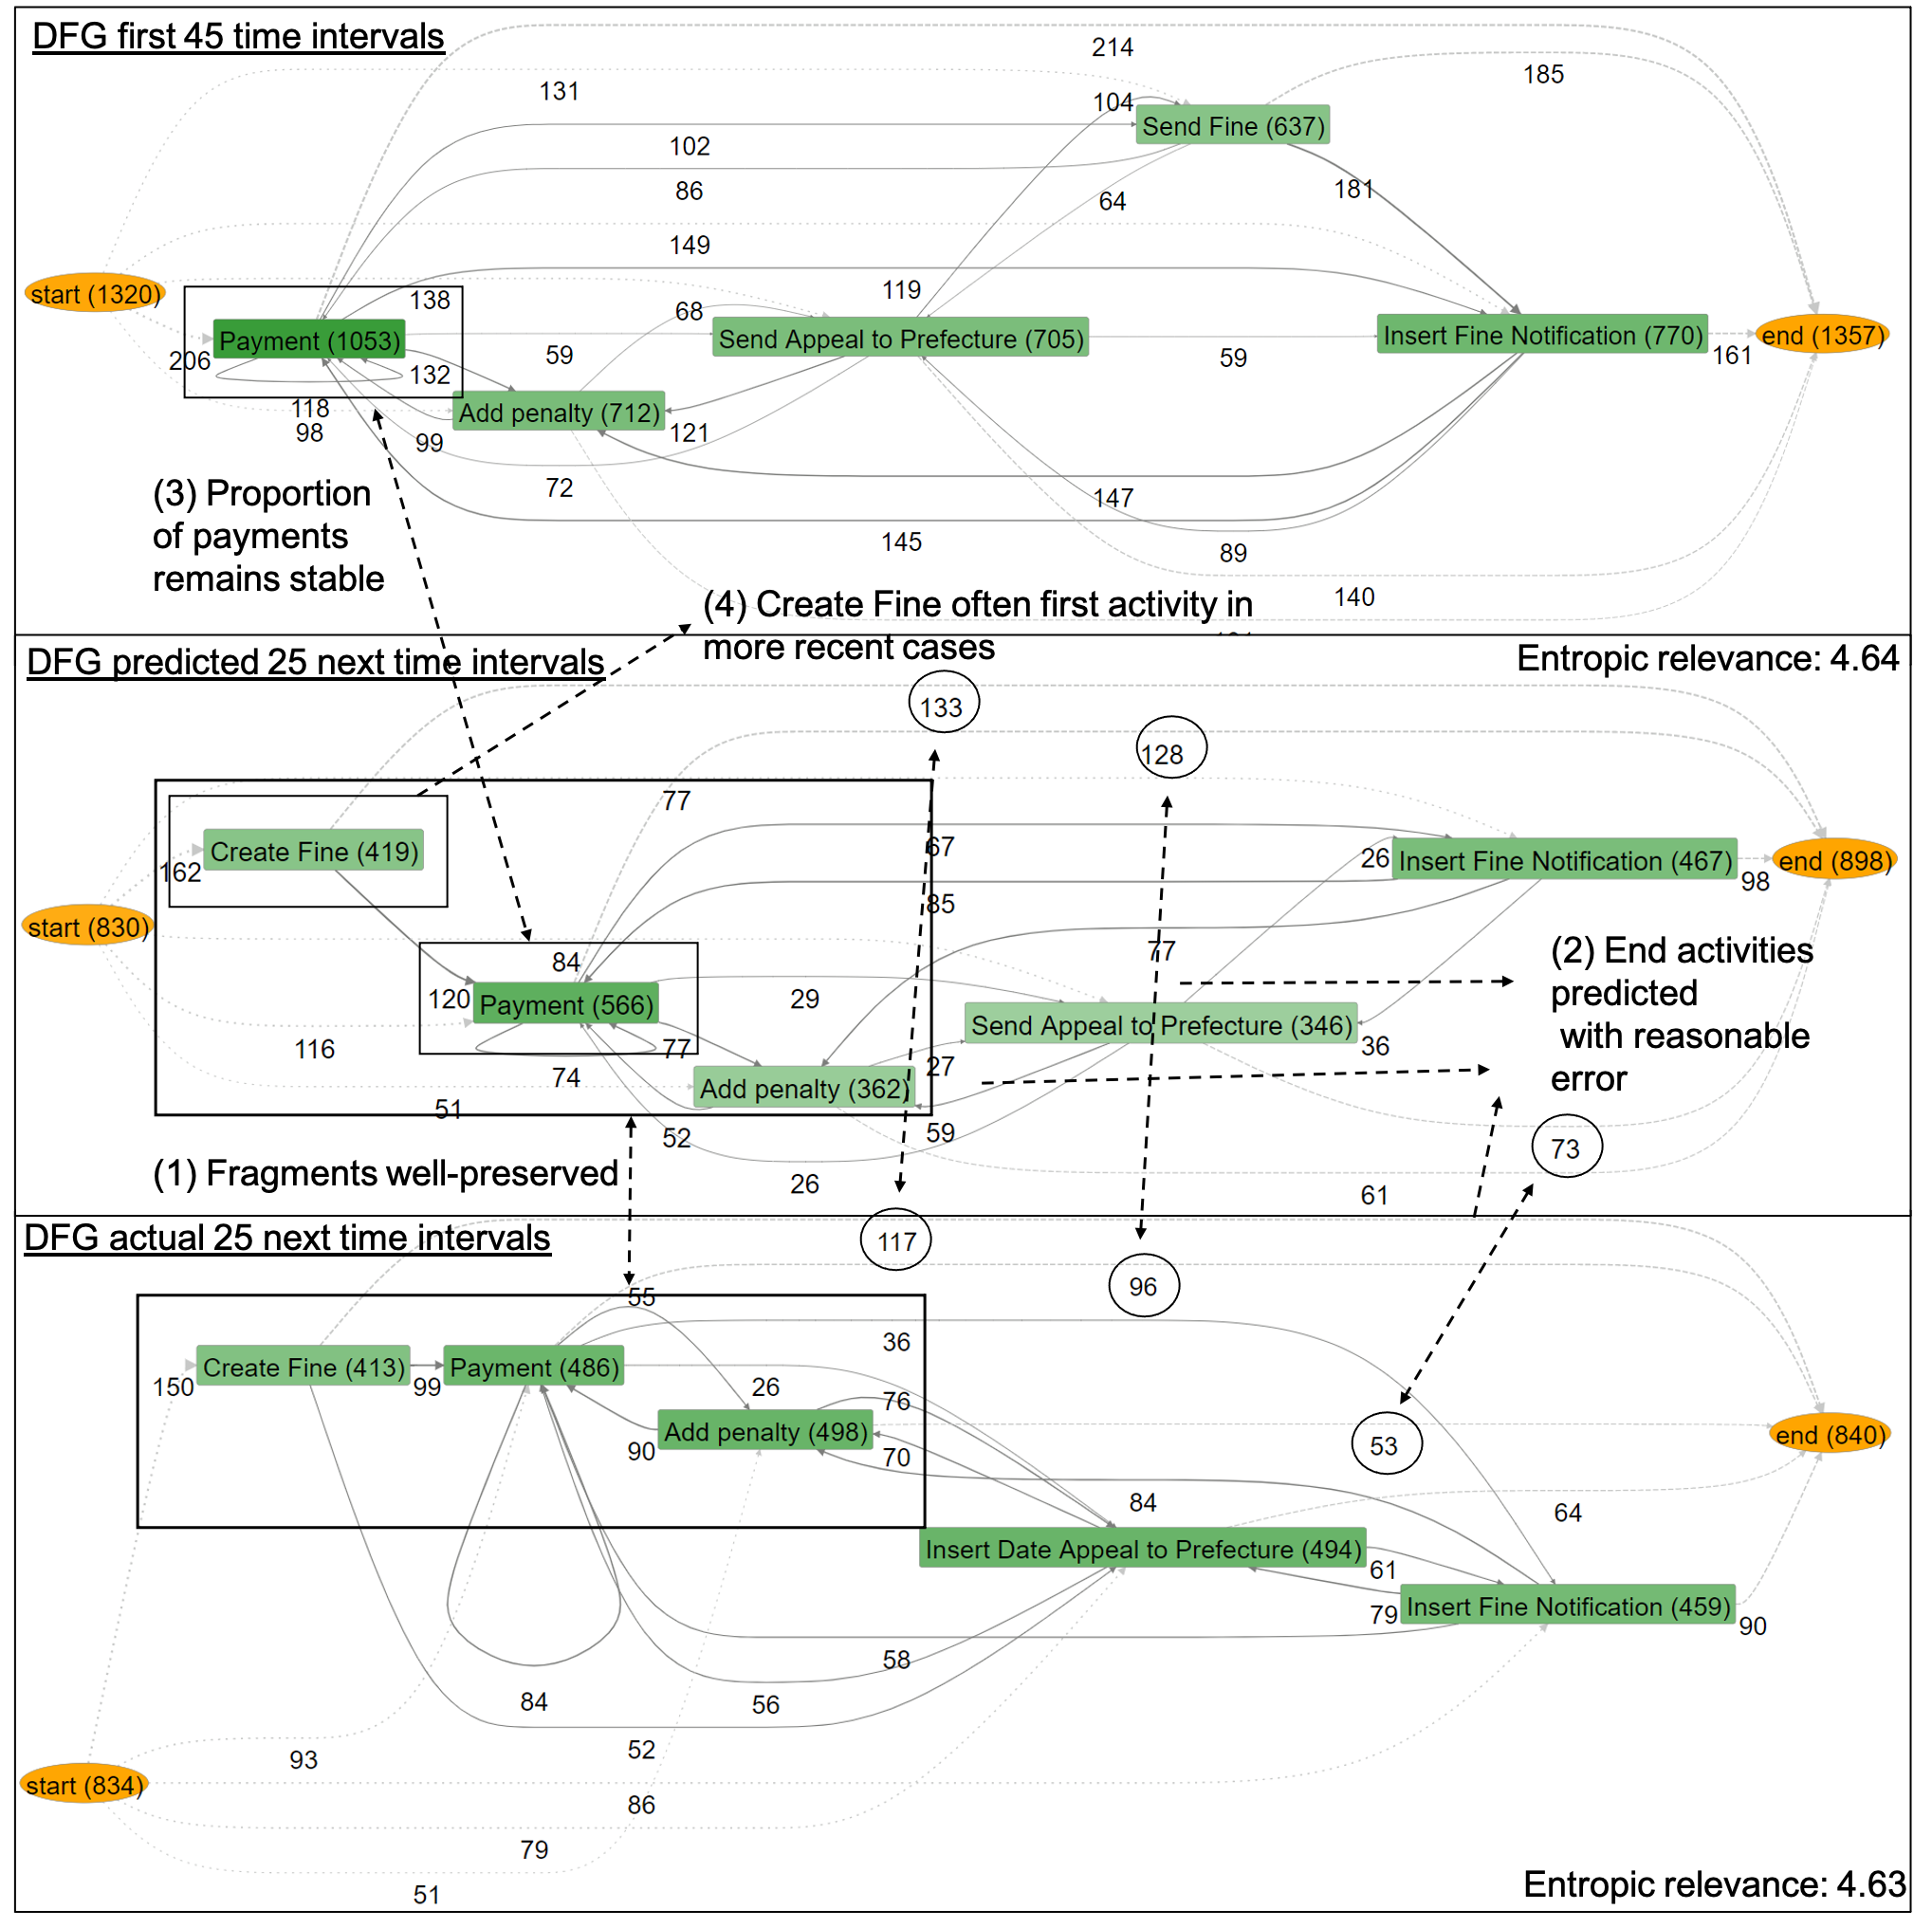 DFG first 45 time intervals
214
185
131
104
Send Fine (637)
102
86
64
181
149
start (1320)
138
119
68
Payment (1053)
Send Appeal to Prefecture (705)
Insert Fine Notification (770)
end (1357)
206
59
59
161
132
118
Add penalty (712)
98
99
121
72
147
145
89
140
(3) Proportion
of payments
remains stable
(4) Create Fine often first activity in
more recent cases
DFG predicted 25 next time intervals
Entropic relevance: 4.64
133
128
77
67
Create Fine (419)
26
Insert Fine Notification (467)
end (898)
162
98
85
start (830)
77
84
120
Payment (566)
29
Send Appeal to Prefecture (346)
116
77
36
27
74
Add penalty (362)
51
52
59
26
61
(2) End activities
predicted
with reasonable
error
73
(1) Fragments well-preserved
DFG actual 25 next time intervals
117
96
55
36
150
Create Fine (413)
99
Payment (486)
26
76
Add penalty (498)
90
70
53
end (840)
84
64
Insert Date Appeal to Prefecture (494)
61
79
Insert Fine Notification (459)
90
58
84
56
93
52
start (834)
86
79
51
Entropic relevance: 4.63